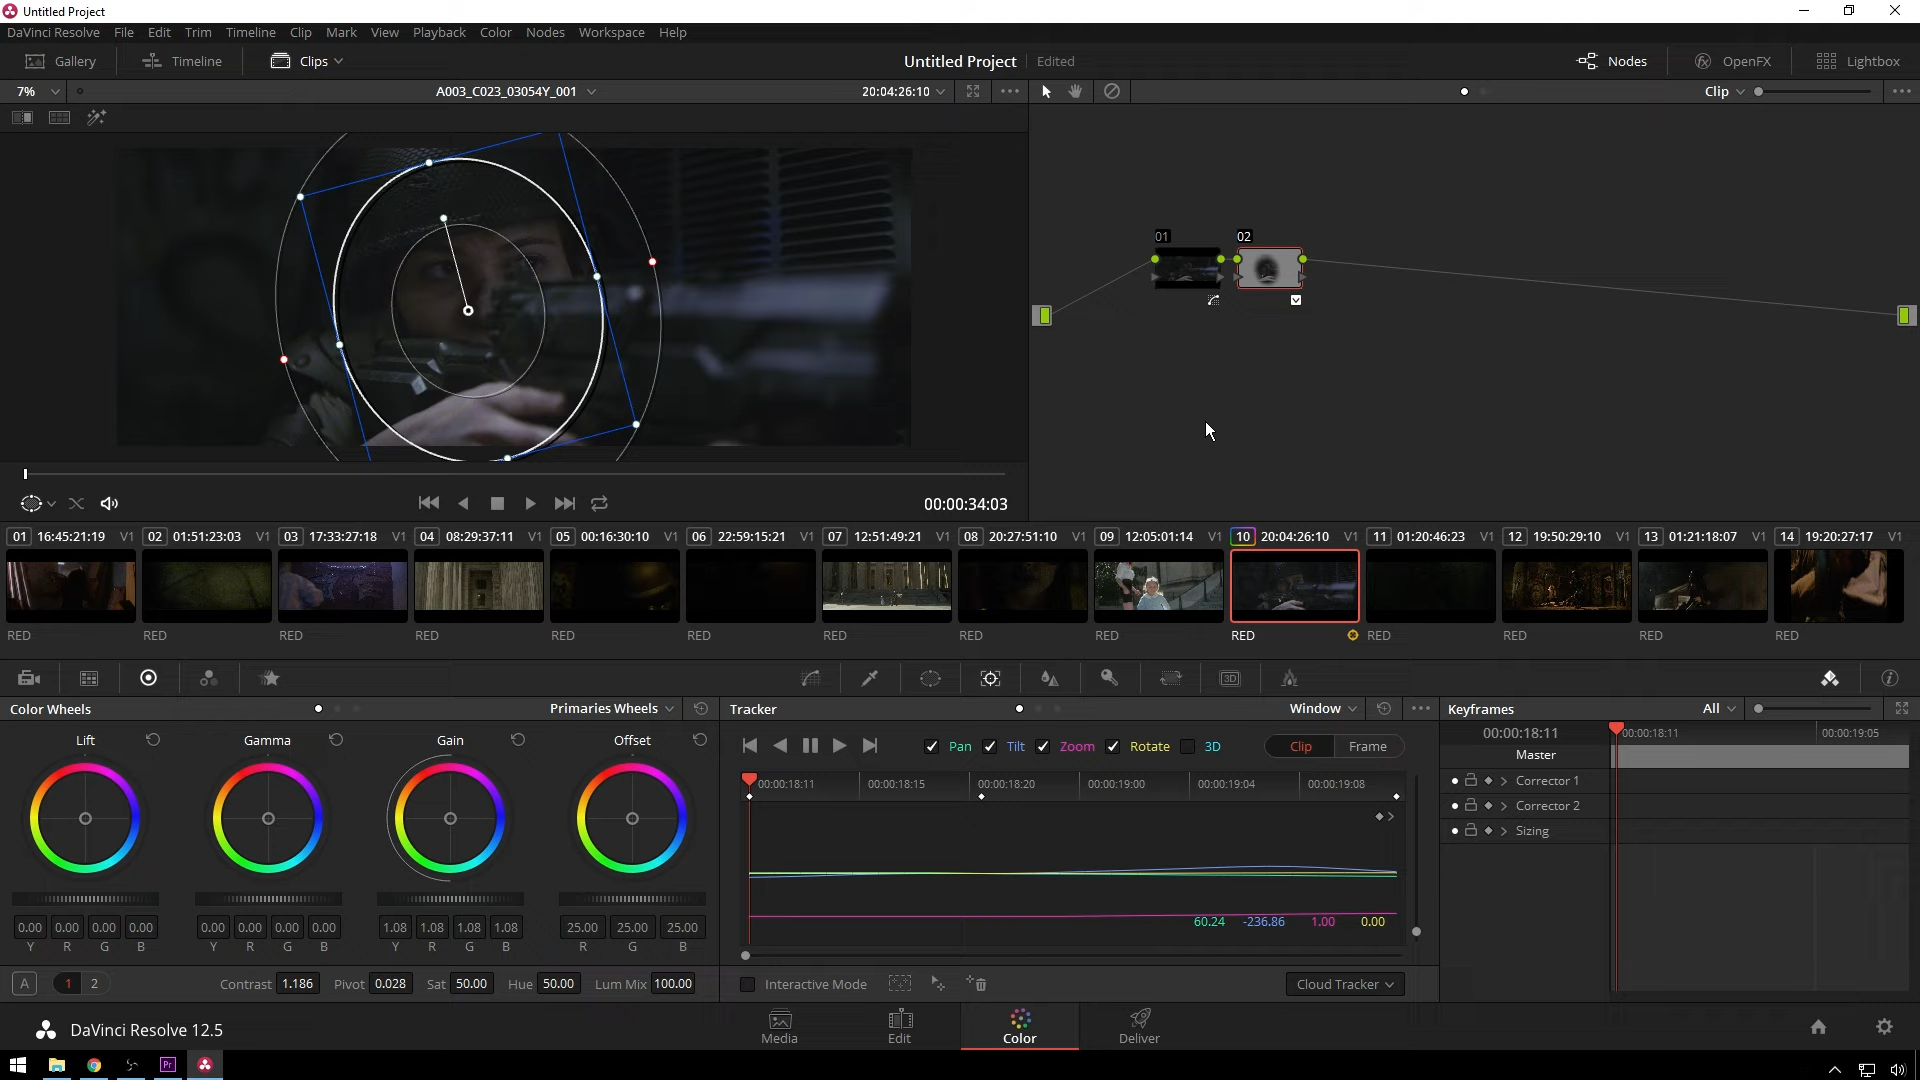 Untitled Project
DaVinci Resolve File Edit Trim Timeline Clip Mark View Playback Color Nodes Workspace Help
Gallery Timeline Clips Untitled Project Edited Nodes OpenFX Lightbox
7% A003_C023_03054Y_001 20:04:26:10 Clip
01 02
00:00:34:03
01 16:45:21:19 V1 02 01:51:23:03 V1 03 17:33:27:18 V1 04 08:29:37:11 V1 05 00:16:30:10 V1 06 22:59:15:21 V1 07 12:51:49:21 V1 08 20:27:51:10 V1 09 12:05:01:14 V1 10 20:04:26:10 V1 11 01:20:46:23 V1 12 19:50:29:10 V1 13 01:21:18:07 V1 14 19:20:27:17 V1
RED RED RED RED RED RED RED RED RED RED RED RED RED RED
3D
Color Wheels Primaries Wheels Tracker Window Keyframes All
Lift Gamma Gain Offset Pan Tilt Zoom Rotate 3D Clip Frame 00:00:18:11 00:00:18:11 00:00:19:05
Master
00:00:18:11 00:00:18:15 00:00:18:20 00:00:19:00 00:00:19:04 00:00:19:08 Corrector 1
Corrector 2
Sizing
0.00 0.00 0.00 0.00 0.00 0.00 0.00 0.00 1.08 1.08 1.08 1.08 25.00 25.00 25.00 60.24 -236.86 1.00 0.00
Y R G B Y R G B Y R G B R G B
A 1 2 Contrast 1.186 Pivot 0.028 Sat 50.00 Hue 50.00 Lum Mix 100.00 Interactive Mode Cloud Tracker
DaVinci Resolve 12.5 Media Edit Color Deliver
Pr